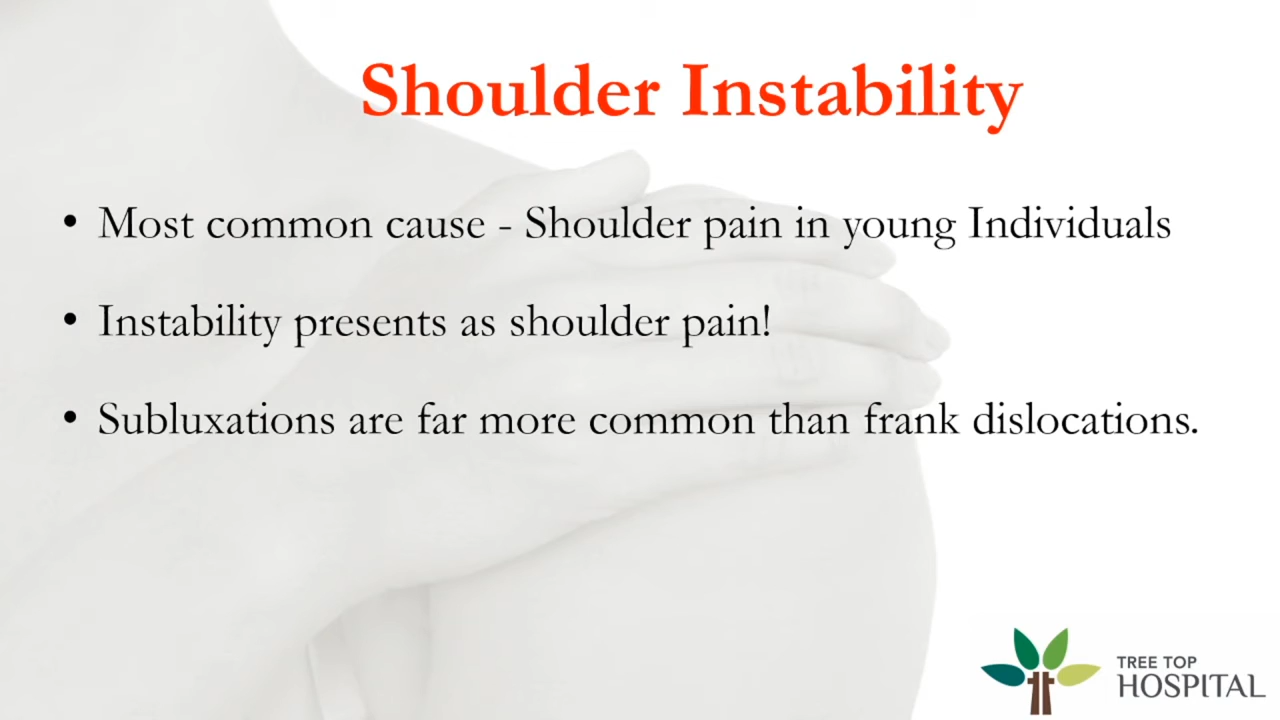 Shoulder Instability
• Most common cause - Shoulder pain in young Individuals
• Instability presents as shoulder pain!
• Subluxations are far more common than frank dislocations.
TREE TOP
HOSPITAL